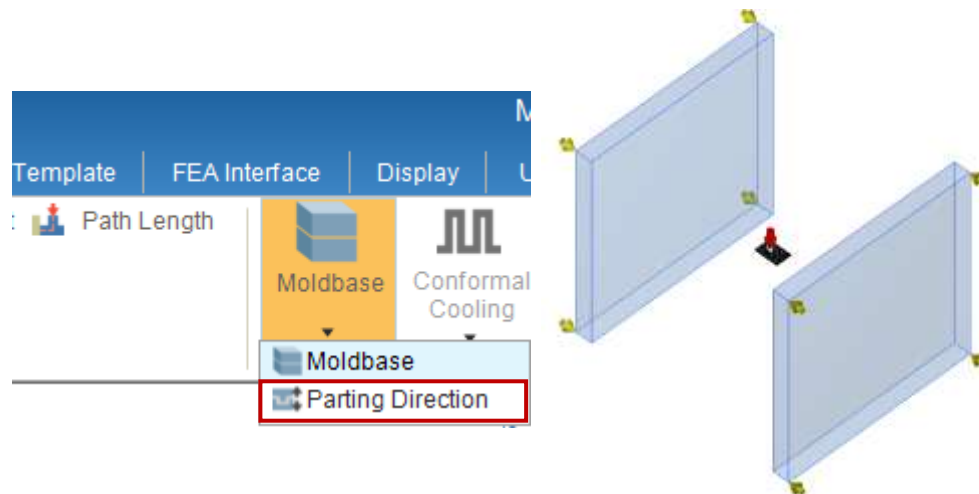 Template FEA Interface Display
Path Length
Moldbase
Conformal
Cooling
Moldbase
Parting Direction